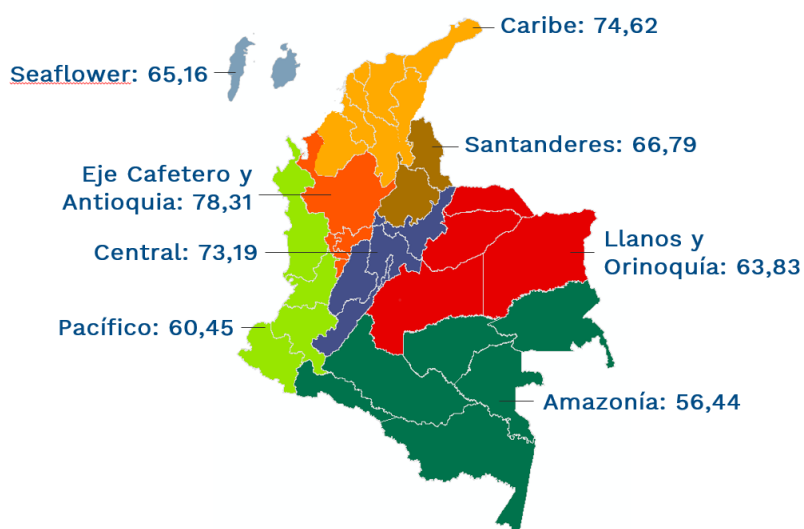 Caribe: 74,62
Seaflower: 65,16
Santanderes: 66,79
Eje Cafetero y
Antioquia: 78,31
Llanos y
Orinoquía: 63,83
Central: 73,19
Pacífico: 60,45
Amazonía: 56,44